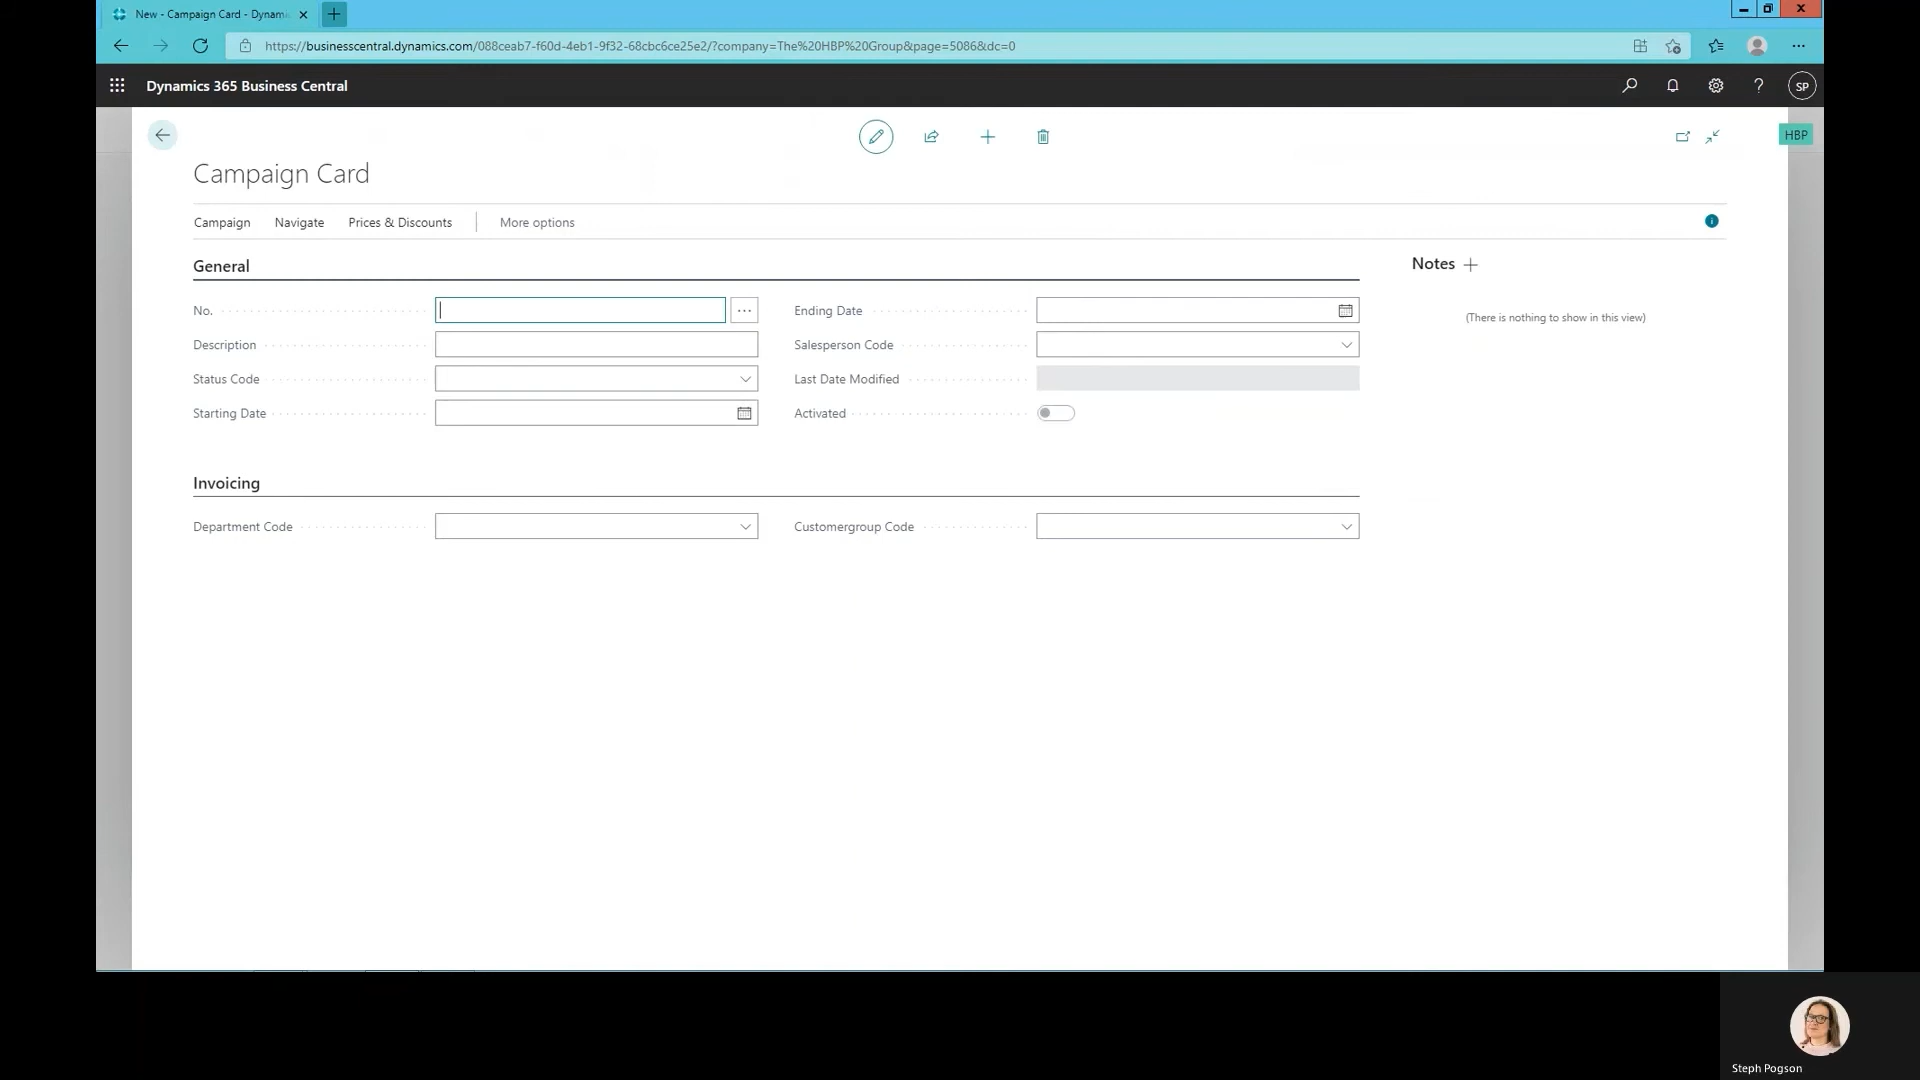 New - Campaign Card - Dynam
https://businesscentral.dynamics.com/088ceab7-f60d-4eb1-9f32-68cbc6ce25e2/?company=The%20HBP%20Group&page=5086&dc=0
Dynamics 365 Business Central
SP
HBP
Campaign Card
Campaign Navigate Prices & Discounts More options
General
Notes
No.
Ending Date
(There is nothing to show in this view)
Description
Salesperson Code
Status Code
Last Date Modified
Starting Date
Activated
Invoicing
Department Code
Customergroup Code
Steph Pogson